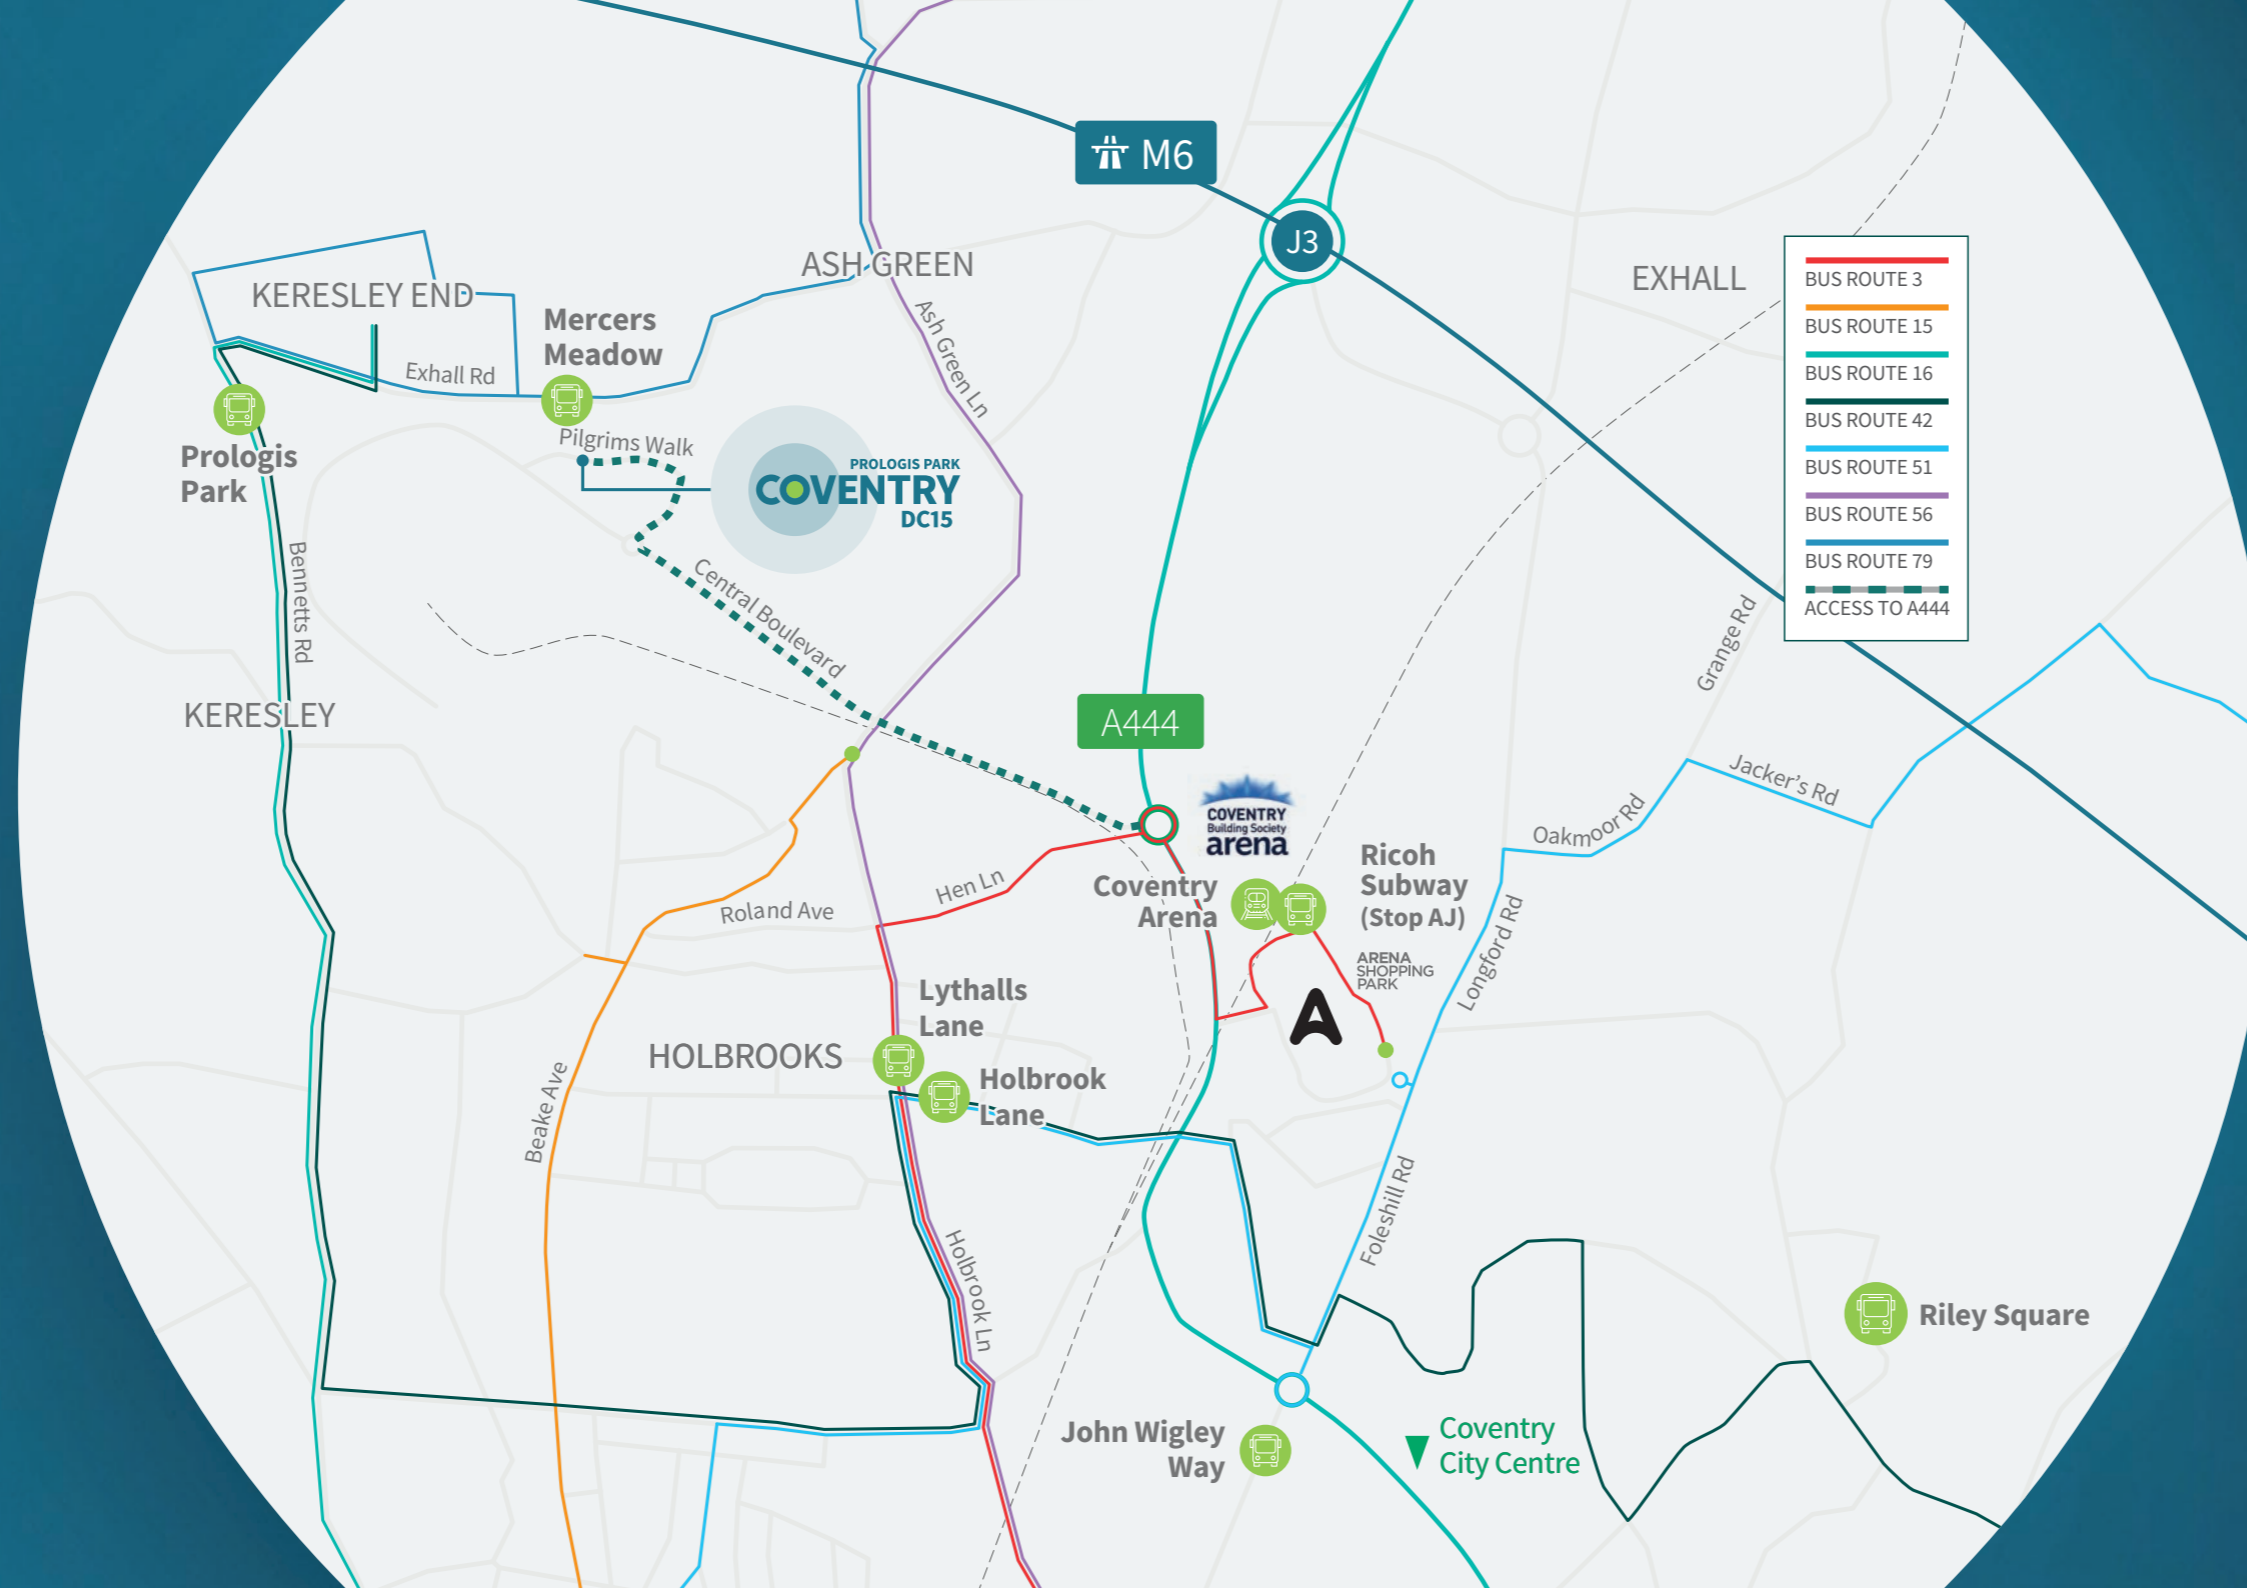 M6
J3
ASH GREEN
EXHALL
KERESLEY END
Mercers
Meadow
Exhall Rd
Ash Green Ln
BUS ROUTE 3
BUS ROUTE 15
BUS ROUTE 16
BUS ROUTE 42
BUS ROUTE 51
BUS ROUTE 56
BUS ROUTE 79
ACCESS TO A444
Prologis
Park
Pilgrims Walk
PROLOGIS PARK
COVENTRY
DC15
Bennetts Rd
Central Boulevard
Grange Rd
KERESLEY
A444
COVENTRY
Building Society
arena
Jacker's Rd
Oakmoor Rd
Ricoh
Subway
(Stop AJ)
Coventry
Arena
Hen Ln
Roland Ave
Longford Rd
ARENA
SHOPPING
PARK
Lythalls
Lane
HOLBROOKS
Holbrook
Lane
Beake Ave
Foleshill Rd
Holbrook Ln
Riley Square
John Wigley
Way
Coventry
City Centre